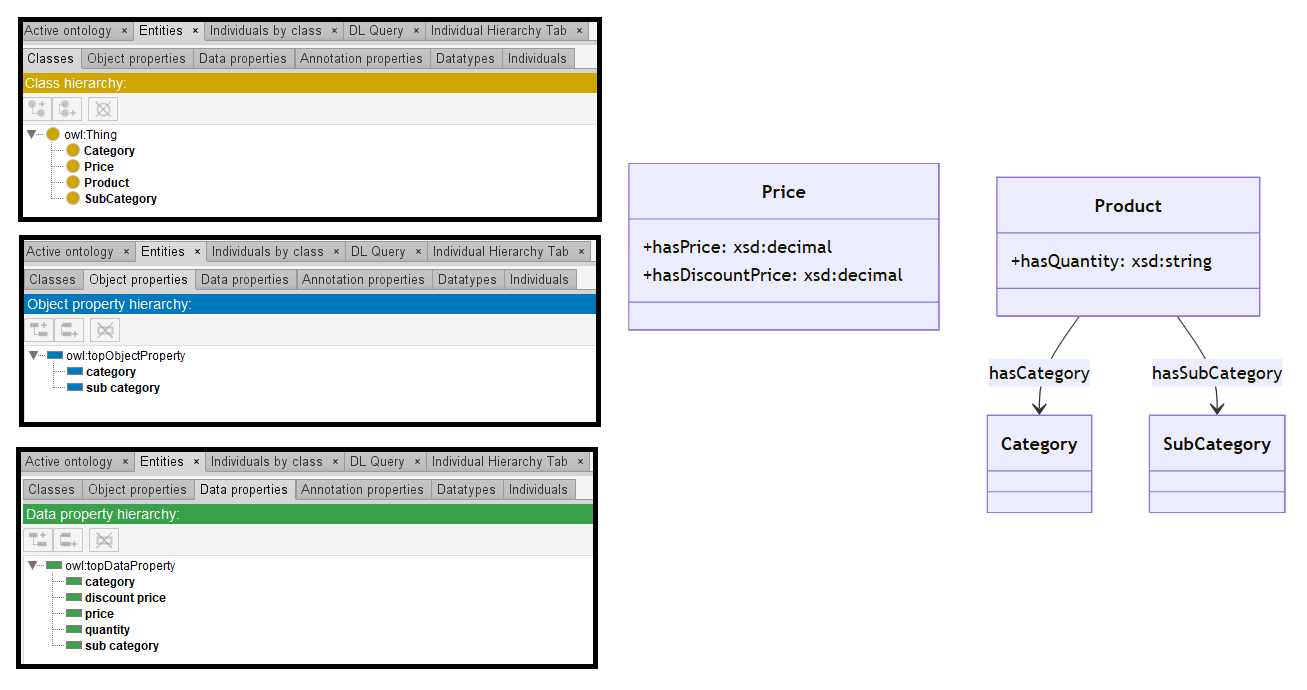 Active ontology × Entities × Individuals by class × DL Query × Individual Hierarchy Tab ×
Classes Object properties Data properties Annotation properties Datatypes Individuals
Class hierarchy:
owl:Thing
Category
Price
Product
SubCategory
Active ontology × Entities × Individuals by class × DL Query × Individual Hierarchy Tab ×
Classes Object properties Data properties Annotation properties Datatypes Individuals
Object property hierarchy:
owl:topObjectProperty
category
sub category
Active ontology × Entities × Individuals by class × DL Query × Individual Hierarchy Tab ×
Classes Object properties Data properties Annotation properties Datatypes Individuals
Data property hierarchy:
owl:topDataProperty
category
discount price
price
quantity
sub category
Price
+hasPrice: xsd:decimal
+hasDiscountPrice: xsd:decimal
Product
+hasQuantity: xsd:string
hasCategory hasSubCategory
Category SubCategory